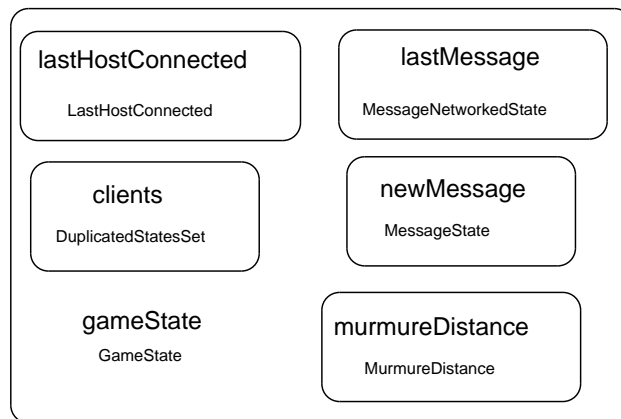 lastHostConnected
LastHostConnected
lastMessage
MessageNetworkedState
clients
DuplicatedStatesSet
newMessage
MessageState
gameState
GameState
murmureDistance
MurmureDistance